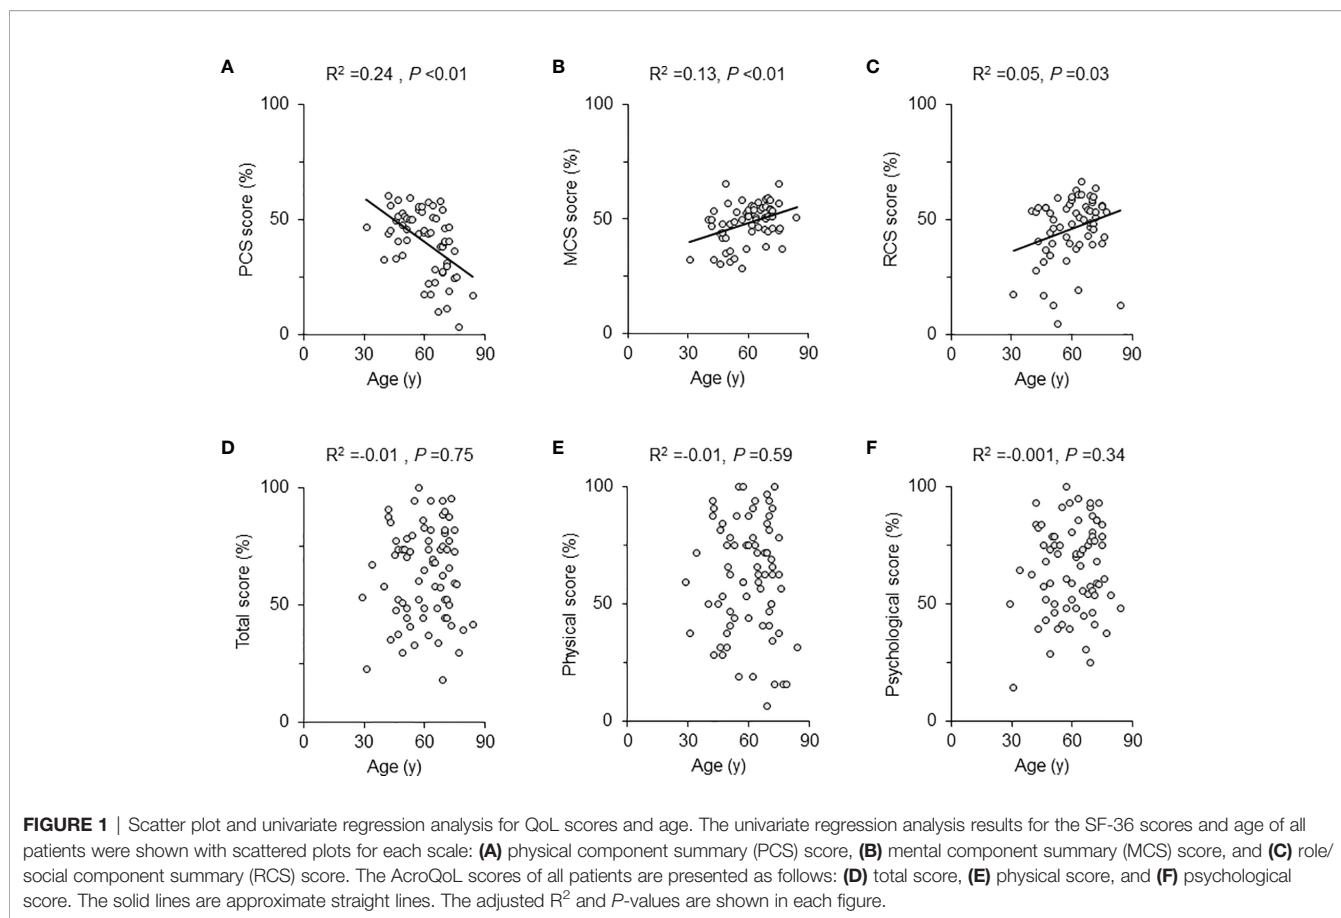 A
R² =0.24 , P <0.01
B
R² =0.13, P <0.01
C
R² =0.05, P =0.03
100
50
0
PCS score (%)
0 30 60 90
Age (y)
100
50
0
MCS score (%)
0 30 60 90
Age (y)
100
50
0
RCS score (%)
0 30 60 90
Age (y)
D
R² =-0.01 , P =0.75
E
R² =-0.01, P =0.59
F
R² =-0.001, P =0.34
100
50
0
Total score (%)
0 30 60 90
Age (y)
100
50
0
Physical score (%)
0 30 60 90
Age (y)
100
50
0
Psychological score (%)
0 30 60 90
Age (y)
FIGURE 1 | Scatter plot and univariate regression analysis for QoL scores and age. The univariate regression analysis results for the SF-36 scores and age of all
patients were shown with scattered plots for each scale: (A) physical component summary (PCS) score, (B) mental component summary (MCS) score, and (C) role/
social component summary (RCS) score. The AcroQoL scores of all patients are presented as follows: (D) total score, (E) physical score, and (F) psychological
score. The solid lines are approximate straight lines. The adjusted R² and P-values are shown in each figure.